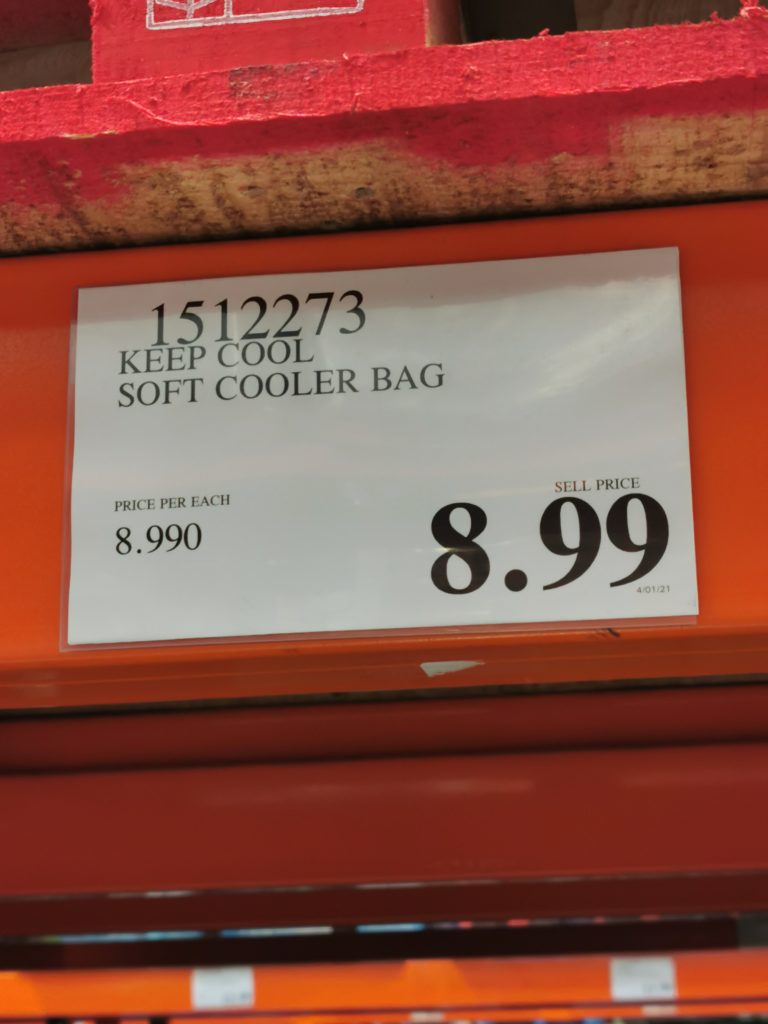 1512273
KEEP COOL
SOFT COOLER BAG
PRICE PER EACH
8.990
SELL PRICE
8.99
4/01/21